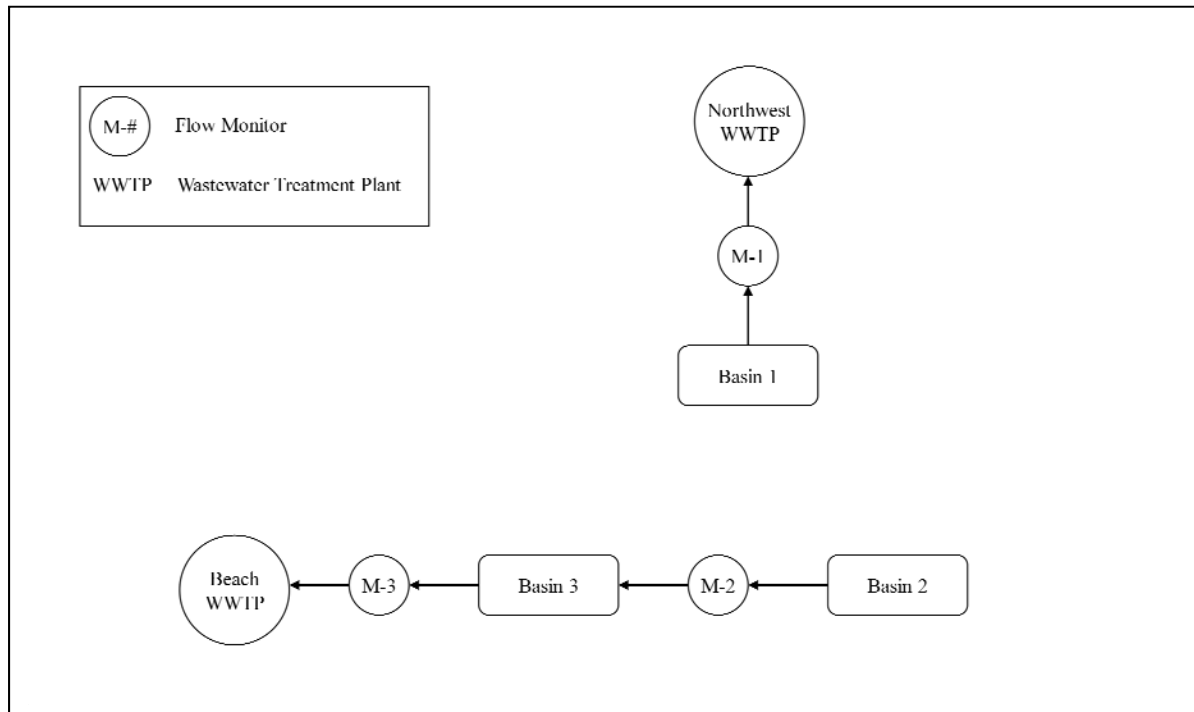 M-# Flow Monitor
WWTP Wastewater Treatment Plant
Northwest
WWTP
M-1
Basin 1
Beach
WWTP
M-3
Basin 3
M-2
Basin 2